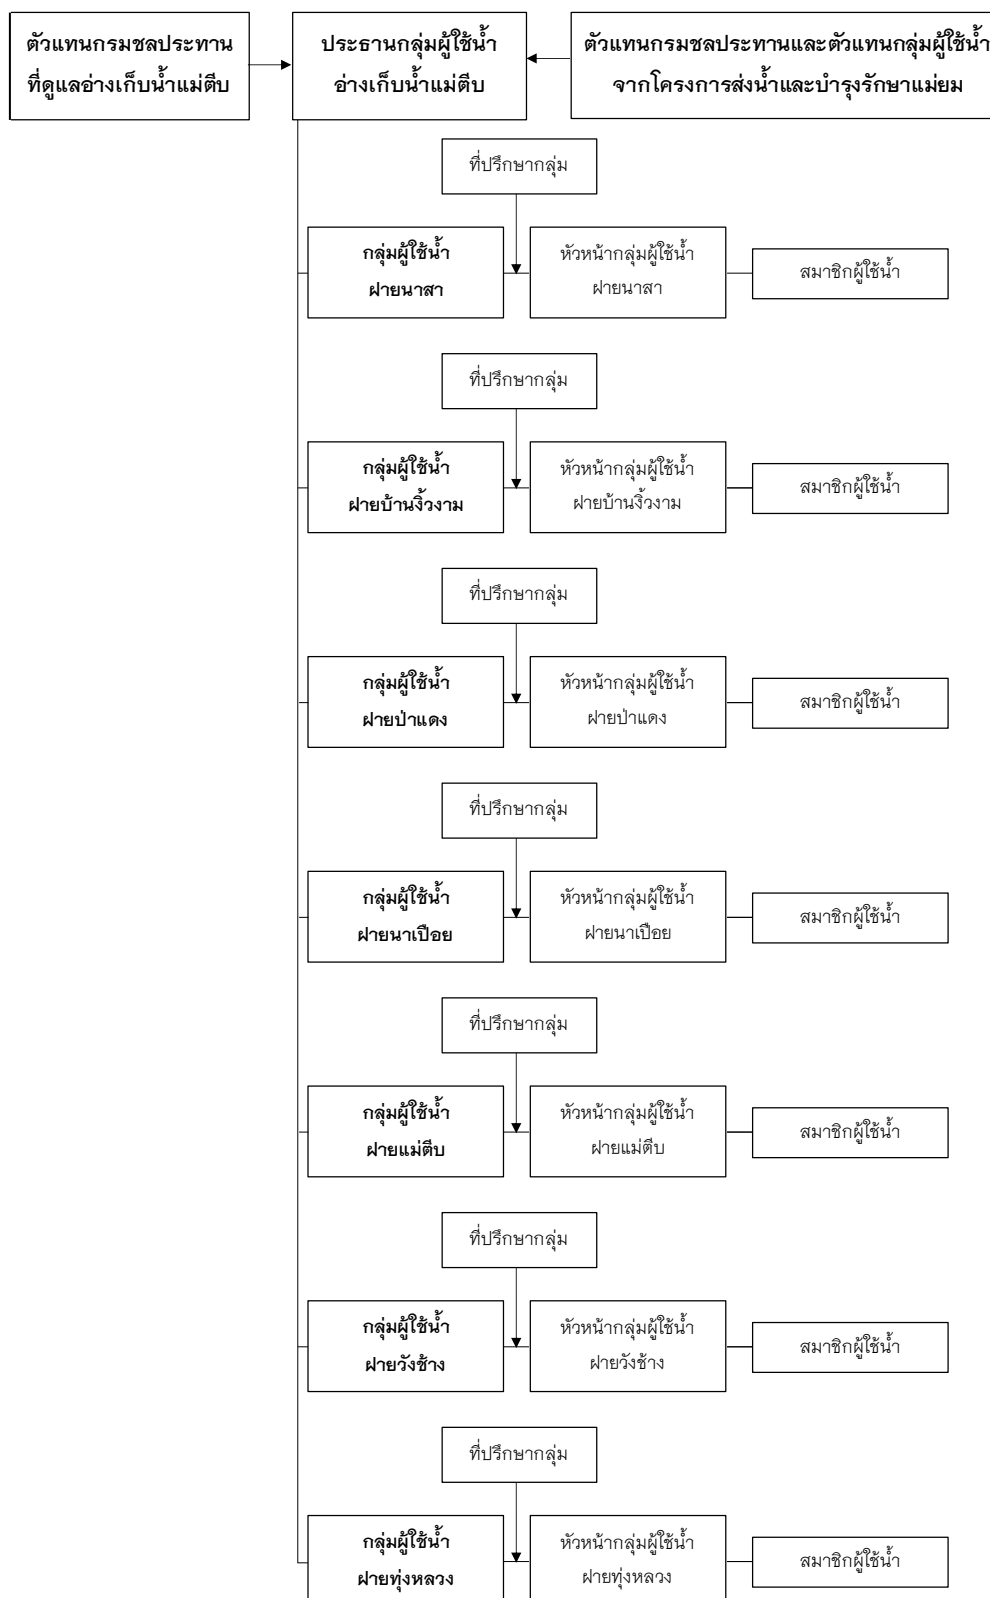 ตัวแทนกรมชลประทาน
ที่ดูแลอ่างเก็บน้ำแม่ตีบ
ประธานกลุ่มผู้ใช้น้ำ
อ่างเก็บน้ำแม่ตีบ
ตัวแทนกรมชลประทานและตัวแทนกลุ่มผู้ใช้น้ำ
จากโครงการส่งน้ำและบำรุงรักษาแม่ยม
ที่ปรึกษากลุ่ม
กลุ่มผู้ใช้น้ำ
ฝายนาสา
หัวหน้ากลุ่มผู้ใช้น้ำ
ฝายนาสา
สมาชิกผู้ใช้น้ำ
ที่ปรึกษากลุ่ม
กลุ่มผู้ใช้น้ำ
ฝายบ้านงิ้วงาม
หัวหน้ากลุ่มผู้ใช้น้ำ
ฝายบ้านงิ้วงาม
สมาชิกผู้ใช้น้ำ
ที่ปรึกษากลุ่ม
กลุ่มผู้ใช้น้ำ
ฝายป่าแดง
หัวหน้ากลุ่มผู้ใช้น้ำ
ฝายป่าแดง
สมาชิกผู้ใช้น้ำ
ที่ปรึกษากลุ่ม
กลุ่มผู้ใช้น้ำ
ฝายนาเปือย
หัวหน้ากลุ่มผู้ใช้น้ำ
ฝายนาเปือย
สมาชิกผู้ใช้น้ำ
ที่ปรึกษากลุ่ม
กลุ่มผู้ใช้น้ำ
ฝายแม่ตีบ
หัวหน้ากลุ่มผู้ใช้น้ำ
ฝายแม่ตีบ
สมาชิกผู้ใช้น้ำ
ที่ปรึกษากลุ่ม
กลุ่มผู้ใช้น้ำ
ฝายวังช้าง
หัวหน้ากลุ่มผู้ใช้น้ำ
ฝายวังช้าง
สมาชิกผู้ใช้น้ำ
ที่ปรึกษากลุ่ม
กลุ่มผู้ใช้น้ำ
ฝายทุ่งหลวง
หัวหน้ากลุ่มผู้ใช้น้ำ
ฝายทุ่งหลวง
สมาชิกผู้ใช้น้ำ